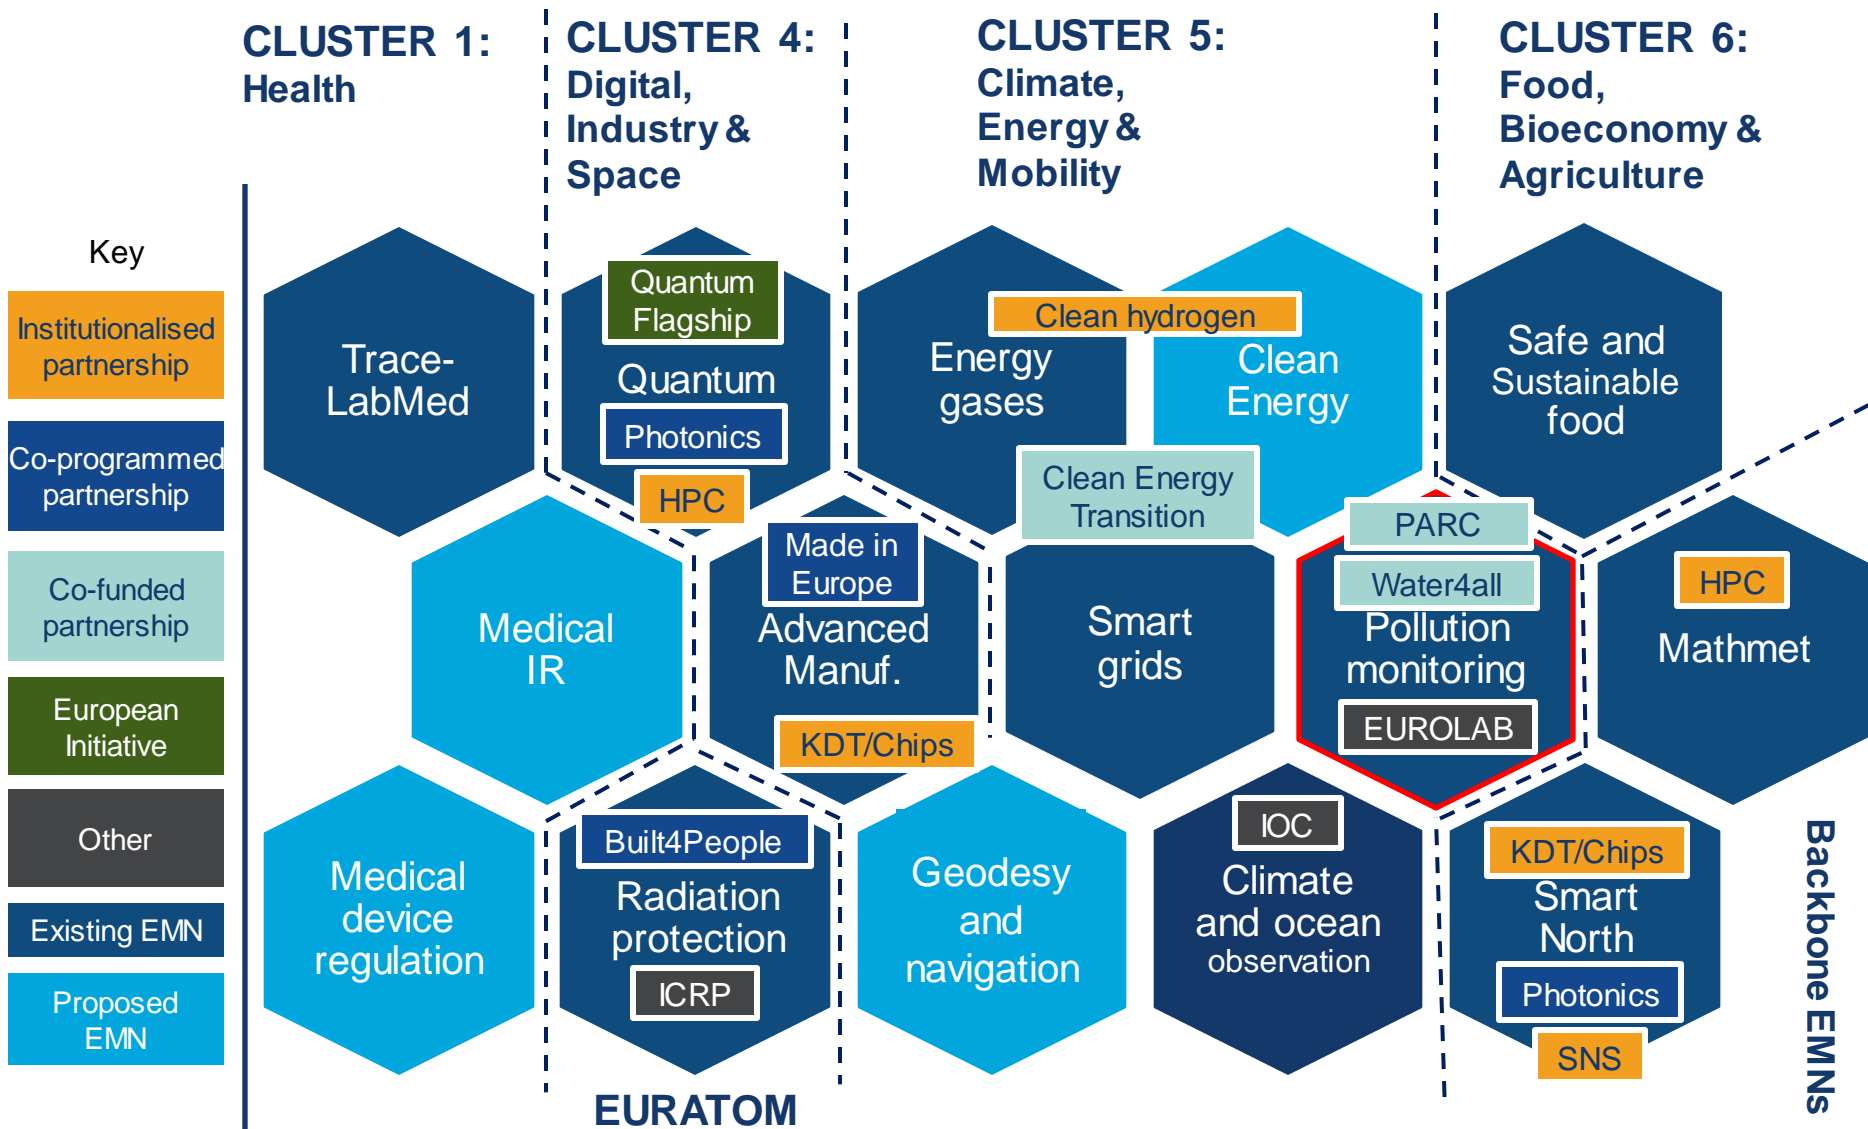 CLUSTER 1:
Health
CLUSTER 4:
Digital,
Industry &
Space
CLUSTER 5:
Climate,
Energy &
Mobility
CLUSTER 6:
Food,
Bioeconomy &
Agriculture
Key
Institutionalised
partnership
Co-programmed
partnership
Co-funded
partnership
European
Initiative
Other
Existing EMN
Proposed
EMN
Trace-
LabMed
Quantum
Flagship
Quantum
Photonics
HPC
Clean hydrogen
Energy
gases
Clean
Energy
Clean Energy
Transition
Safe and
Sustainable
food
Medical
IR
Made in
Europe
Advanced
Manuf.
KDT/Chips
Smart
grids
PARC
Water4all
Pollution
monitoring
EUROLAB
HPC
Mathmet
Medical
device
regulation
Built4People
Radiation
protection
ICRP
Geodesy
and
navigation
IOC
Climate
and ocean
observation
KDT/Chips
Smart
North
Photonics
SNS
Backbone EMNs
EURATOM